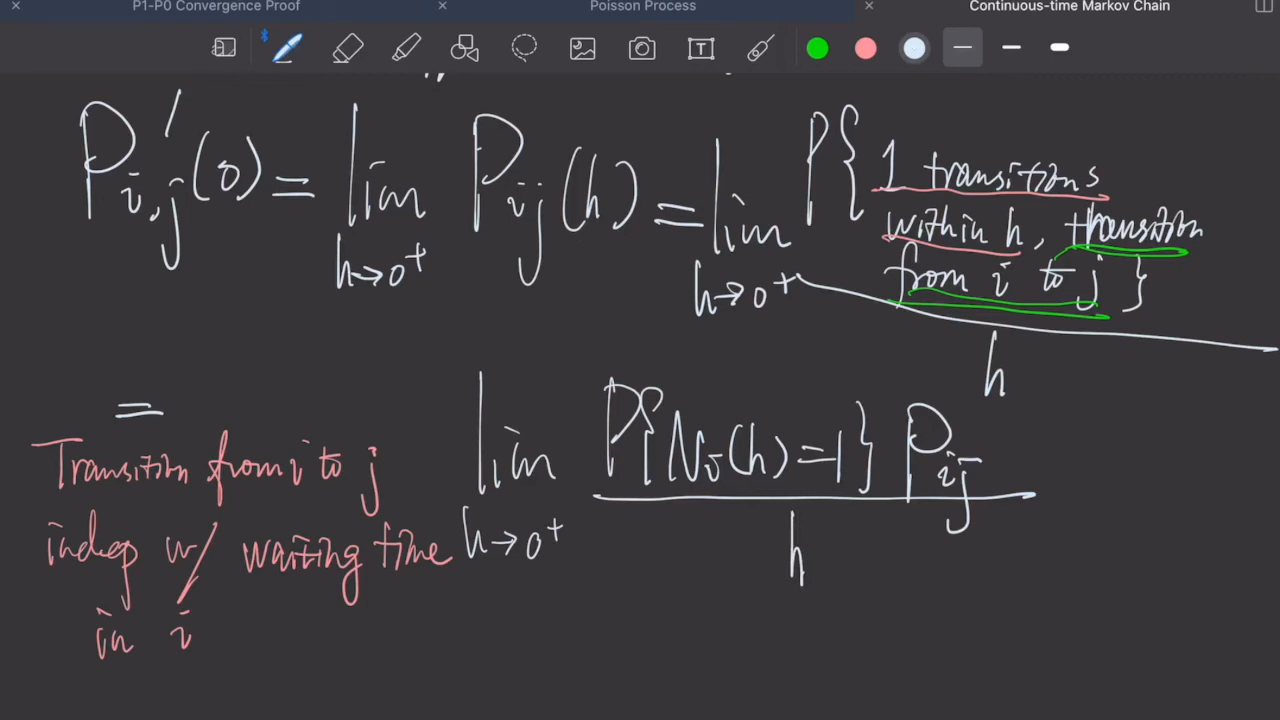 P1-P0 Convergence Proof
Poisson Process
Continuous-time Markov Chain
P'i,j(0) = lim h→0+ Pij(h) = lim h→0+ P{ 1 transitions
within h, transition
from i to j }
h
= lim h→0+ P{Ni(h)=1} Pij
h
Transition from i to j
indep w/ waiting time
in i